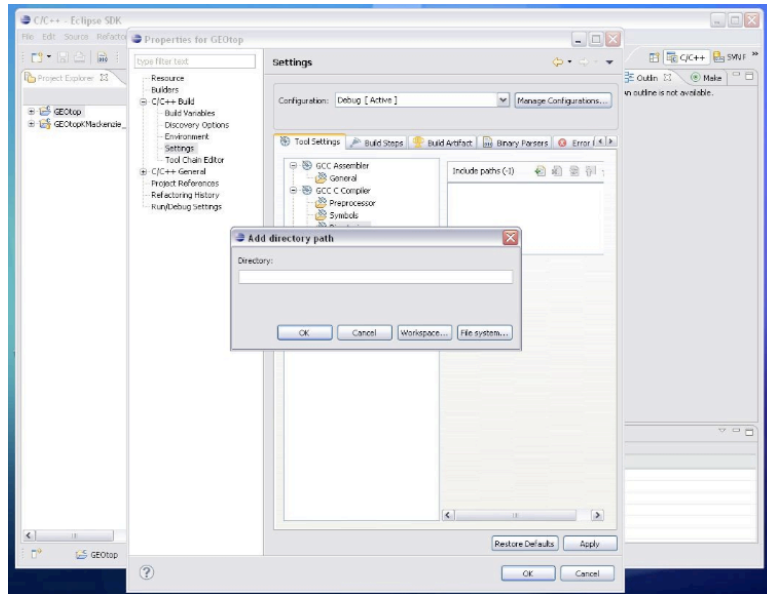 C/C++ - Eclipse SDK
File Edit Source Refactor
Properties for GEOtop
type filter text
Settings
C/C++
SVN F
Project Explorer
Outlin
Make
An outline is not available.
GEOtop
GEOtopKMackenzie_
Resource
Builders
C/C++ Build
Build Variables
Discovery Options
Environment
Settings
Tool Chain Editor
C/C++ General
Project References
Refactoring History
Run/Debug Settings
Configuration: Debug [ Active ]
Manage Configurations...
Tool Settings
Build Steps
Build Artifact
Binary Parsers
Error
GCC Assembler
General
GCC C Compiler
Preprocessor
Symbols
Include paths (-I)
Add directory path
Directory:
OK
Cancel
Workspace...
File system...
Restore Defaults
Apply
GEOtop
OK
Cancel